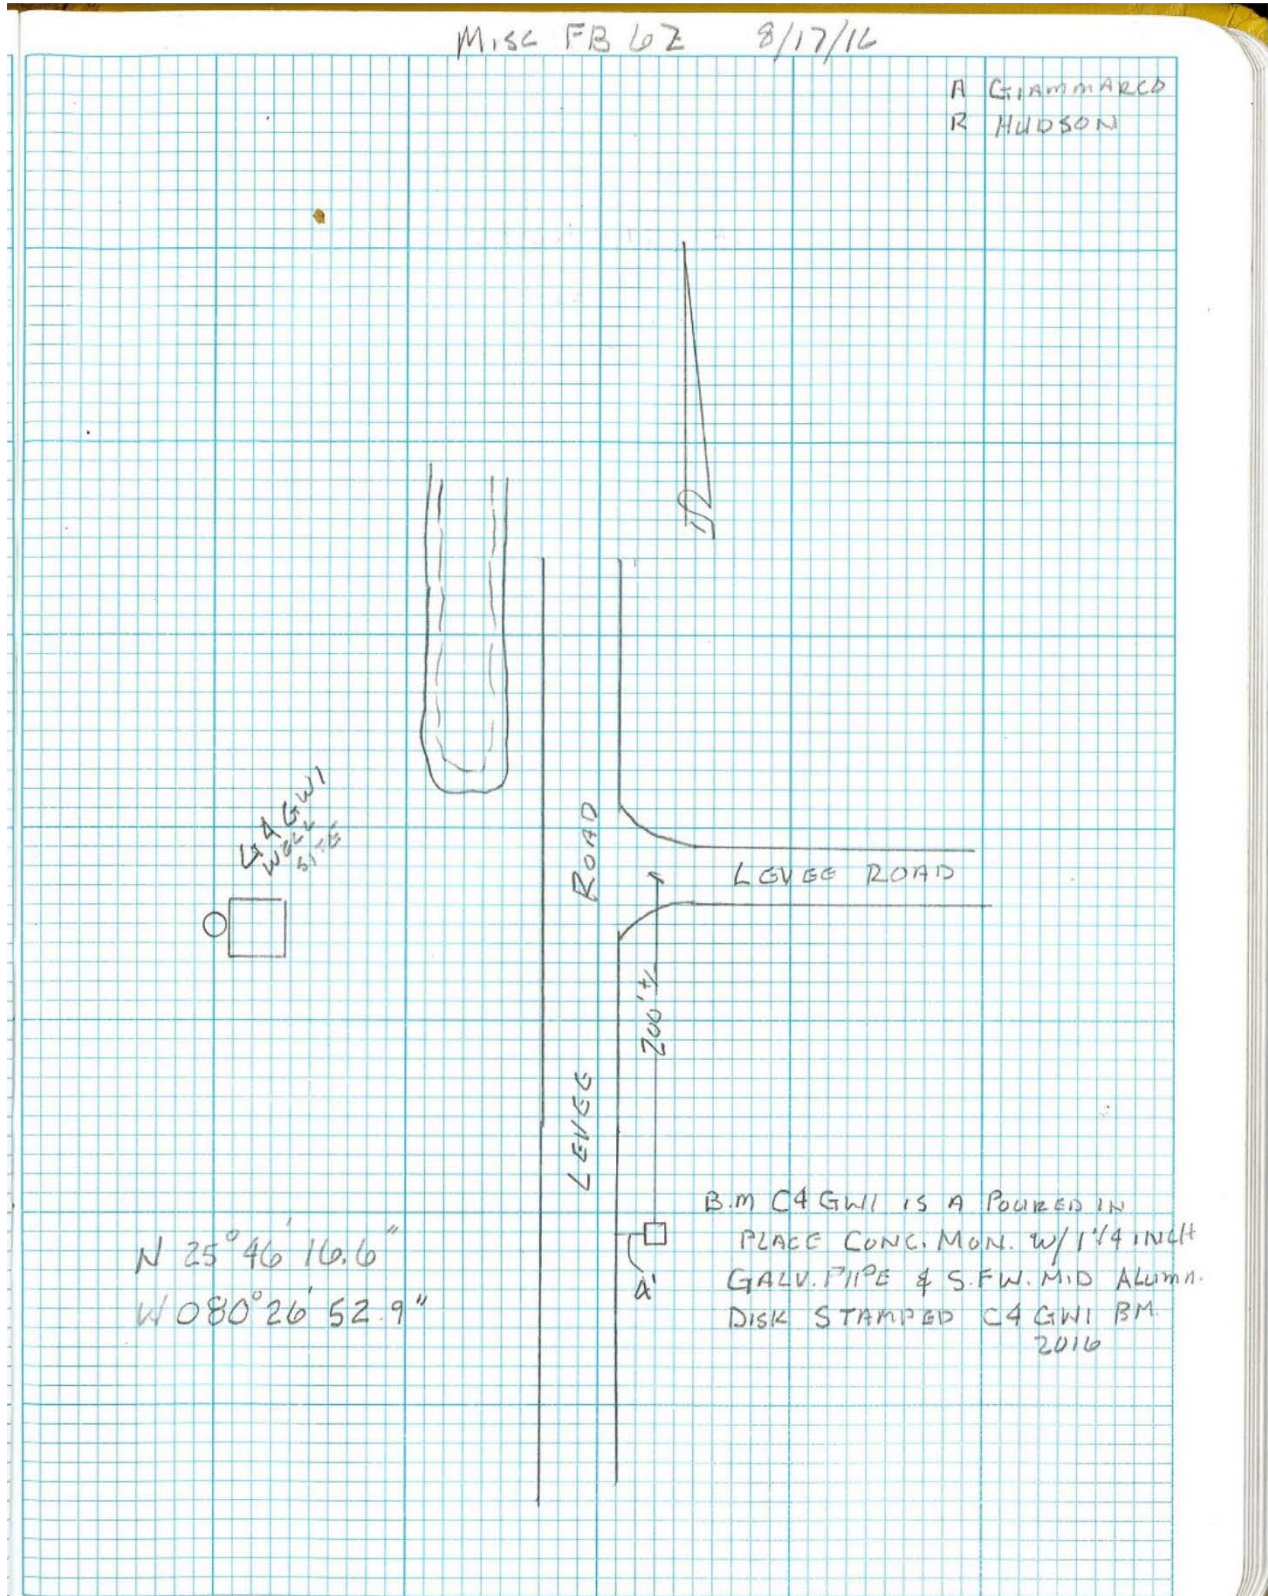 MISC FB 62 8/17/16
A GIAMMARCO
R HUDSON
G4GW1
WELL
SITE
ROAD
LEVEE ROAD
200'±
LEVEE
B.M C4GW1 IS A POURED IN
PLACE CONC. MON. W/ 1 1/4 INCH
GALV. PIPE & S.F.W.M.D ALUMN.
DISK STAMPED C4GW1 BM
2016
4'
N 25° 46' 16.6"
W 080° 26' 52.9"